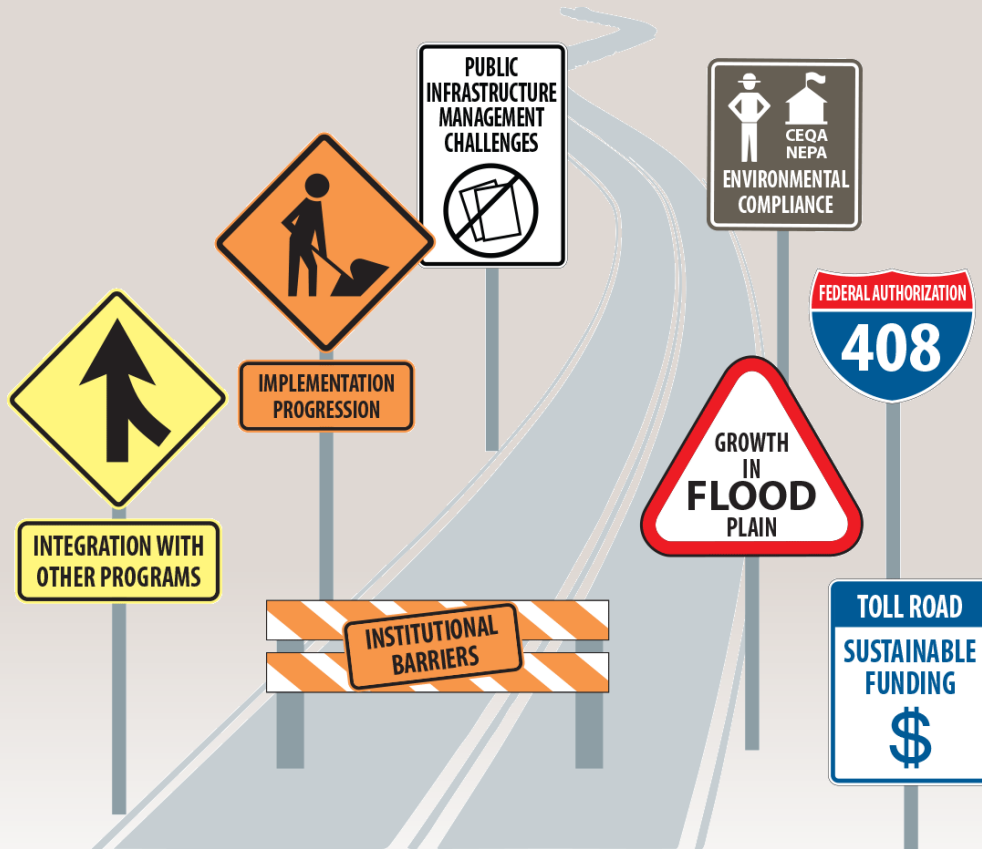 PUBLIC
INFRASTRUCTURE
MANAGEMENT
CHALLENGES
CEQA
NEPA
ENVIRONMENTAL
COMPLIANCE
FEDERAL AUTHORIZATION
408
IMPLEMENTATION
PROGRESSION
GROWTH
IN
FLOOD
PLAIN
INTEGRATION WITH
OTHER PROGRAMS
INSTITUTIONAL
BARRIERS
TOLL ROAD
SUSTAINABLE
FUNDING
$